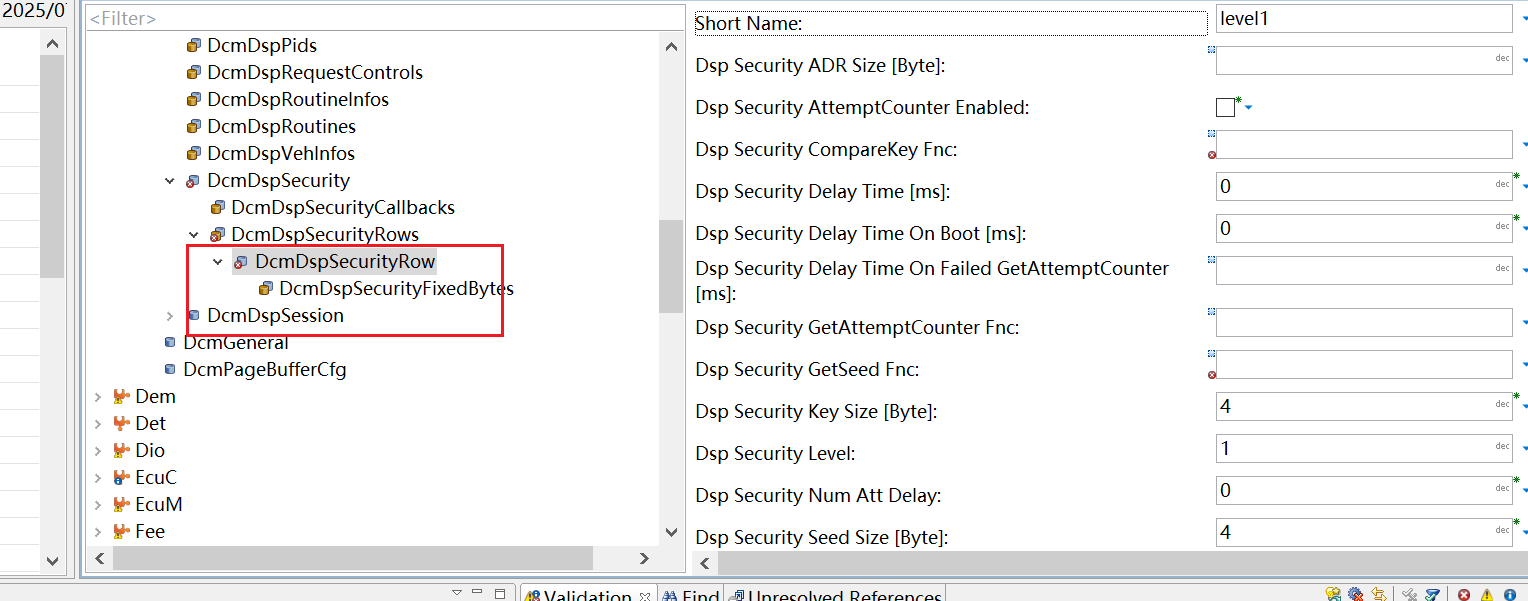 2025/0
<Filter>
DcmDspPids
DcmDspRequestControls
DcmDspRoutineInfos
DcmDspRoutines
DcmDspVehInfos
DcmDspSecurity
DcmDspSecurityCallbacks
DcmDspSecurityRows
DcmDspSecurityRow
DcmDspSecurityFixedBytes
DcmDspSession
DcmGeneral
DcmPageBufferCfg
Dem
Det
Dio
EcuC
EcuM
Fee
Short Name: level1
Dsp Security ADR Size [Byte]: dec
Dsp Security AttemptCounter Enabled:
Dsp Security CompareKey Fnc:
Dsp Security Delay Time [ms]: 0 dec
Dsp Security Delay Time On Boot [ms]: 0 dec
Dsp Security Delay Time On Failed GetAttemptCounter dec
[ms]:
Dsp Security GetAttemptCounter Fnc:
Dsp Security GetSeed Fnc:
Dsp Security Key Size [Byte]: 4 dec
Dsp Security Level: 1 dec
Dsp Security Num Att Delay: 0 dec
Dsp Security Seed Size [Byte]: 4 dec
Validation Find Unresolved References